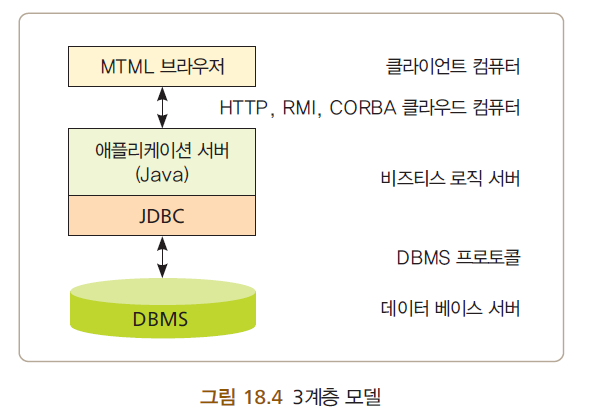 MTML 브라우저 클라이언트 컴퓨터
HTTP, RMI, CORBA 클라우드 컴퓨터
애플리케이션 서버
(Java)
비즈티스 로직 서버
JDBC
DBMS 프로토콜
데이터 베이스 서버
DBMS
그림 18.4 3계층 모델